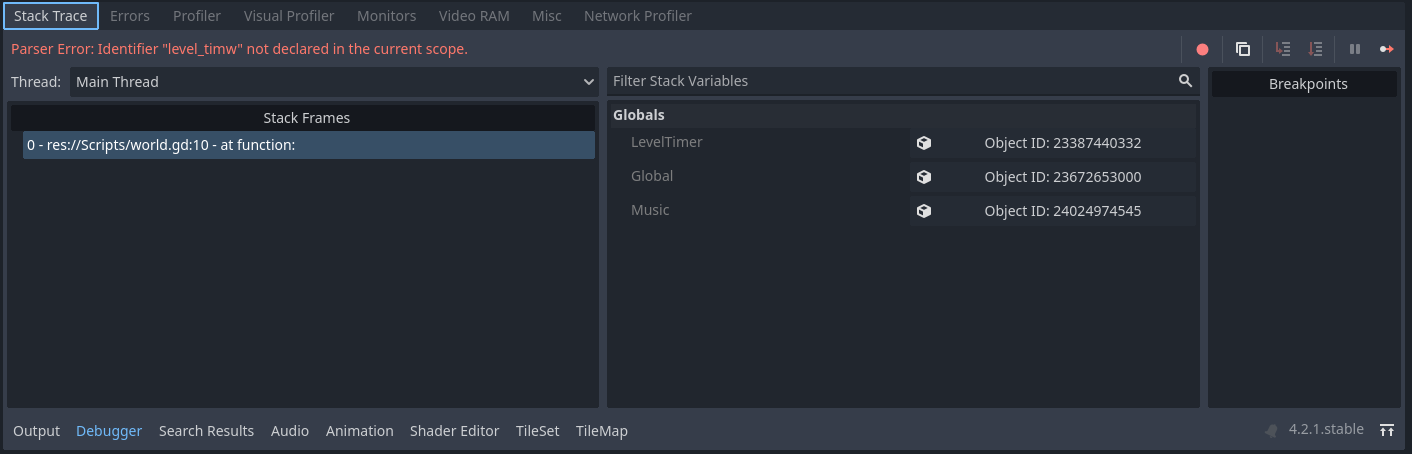 Stack Trace Errors Profiler Visual Profiler Monitors Video RAM Misc Network Profiler
Parser Error: Identifier "level_timw" not declared in the current scope.
Thread: Main Thread
Filter Stack Variables
Breakpoints
Stack Frames
0 - res://Scripts/world.gd:10 - at function:
Globals
LevelTimer Object ID: 23387440332
Global Object ID: 23672653000
Music Object ID: 24024974545
Output Debugger Search Results Audio Animation Shader Editor TileSet TileMap 4.2.1.stable